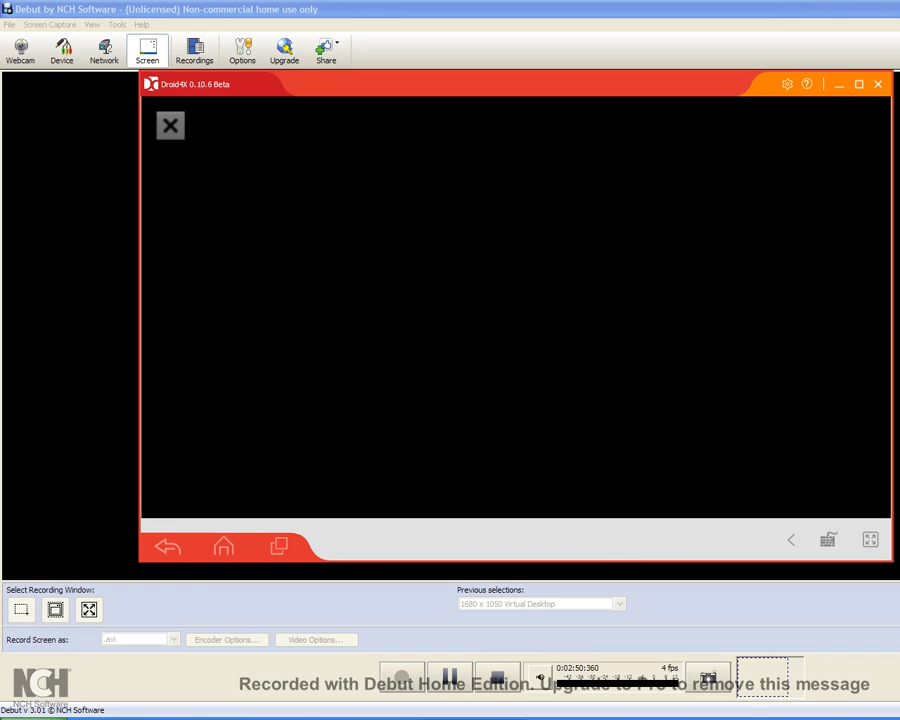 Debut by NCH Software - (Unlicensed) Non-commercial home use only
File Screen Capture View Tools Help
Webcam Device Network Screen Recordings Options Upgrade Share
Droid4X 0.10.6 Beta
Select Recording Window:
Previous selections:
1680 x 1050 Virtual Desktop
Record Screen as: .avi Encoder Options... Video Options...
0:02:50:360 4 fps
NCH
NCH Software
Recorded with Debut Home Edition. Upgrade to Pro to remove this message
Debut v 3.01 © NCH Software